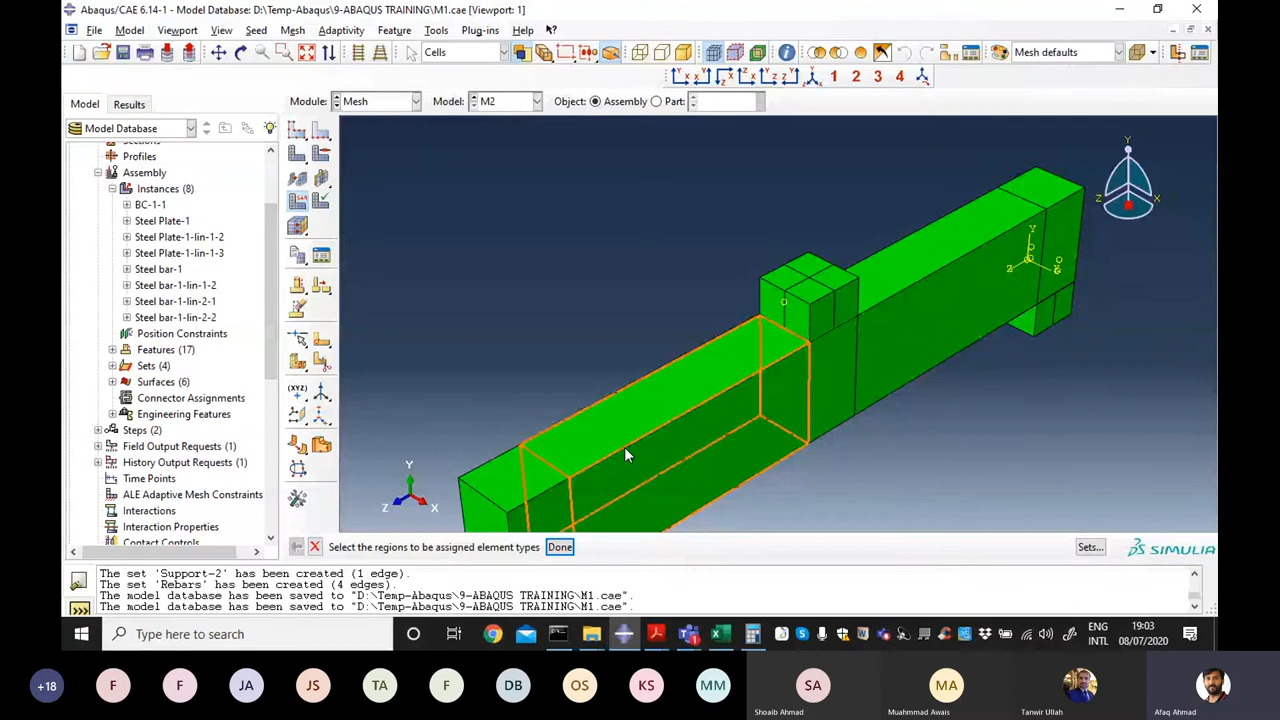 Abaqus/CAE 6.14-1 - Model Database: D:\Temp-Abaqus\9-ABAQUS TRAINING\M1.cae [Viewport: 1]
File Model Viewport View Seed Mesh Adaptivity Feature Tools Plug-ins Help
Cells
Mesh defaults
1 2 3 4
Model Results
Module: Mesh Model: M2 Object: Assembly Part:
Model Database
Sections
Profiles
Assembly
Instances (8)
BC-1-1
Steel Plate-1
Steel Plate-1-lin-1-2
Steel Plate-1-lin-1-3
Steel bar-1
Steel bar-1-lin-1-2
Steel bar-1-lin-2-1
Steel bar-1-lin-2-2
Position Constraints
Features (17)
Sets (4)
Surfaces (6)
Connector Assignments
Engineering Features
Steps (2)
Field Output Requests (1)
History Output Requests (1)
Time Points
ALE Adaptive Mesh Constraints
Interactions
Interaction Properties
Contact Controls
(XYZ)
Y
Z X
Y
Z
Y
Z X
Select the regions to be assigned element types Done Sets... SIMULIA
The set 'Support-2' has been created (1 edge).
The set 'Rebars' has been created (4 edges).
The model database has been saved to "D:\Temp-Abaqus\9-ABAQUS TRAINING\M1.cae".
The model database has been saved to "D:\Temp-Abaqus\9-ABAQUS TRAINING\M1.cae".
Type here to search
ENG
INTL
19:03
08/07/2020
+18 F F JA JS TA F DB OS KS MM SA MA
Shoaib Ahmad Muahmmad Awais Tanwir Ullah Afaq Ahmad